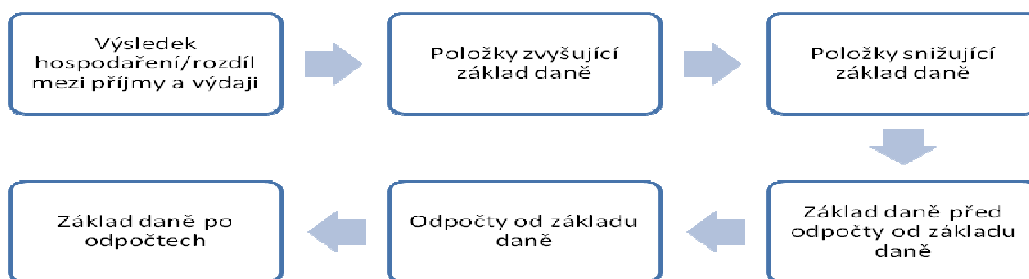 Výsledek
hospodaření/rozdíl
mezi příjmy a výdaji
Položky zvyšující
základ daně
Položky snižující
základ daně
Základ daně před
odpočty od základu
daně
Odpočty od základu
daně
Základ daně po
odpočtech